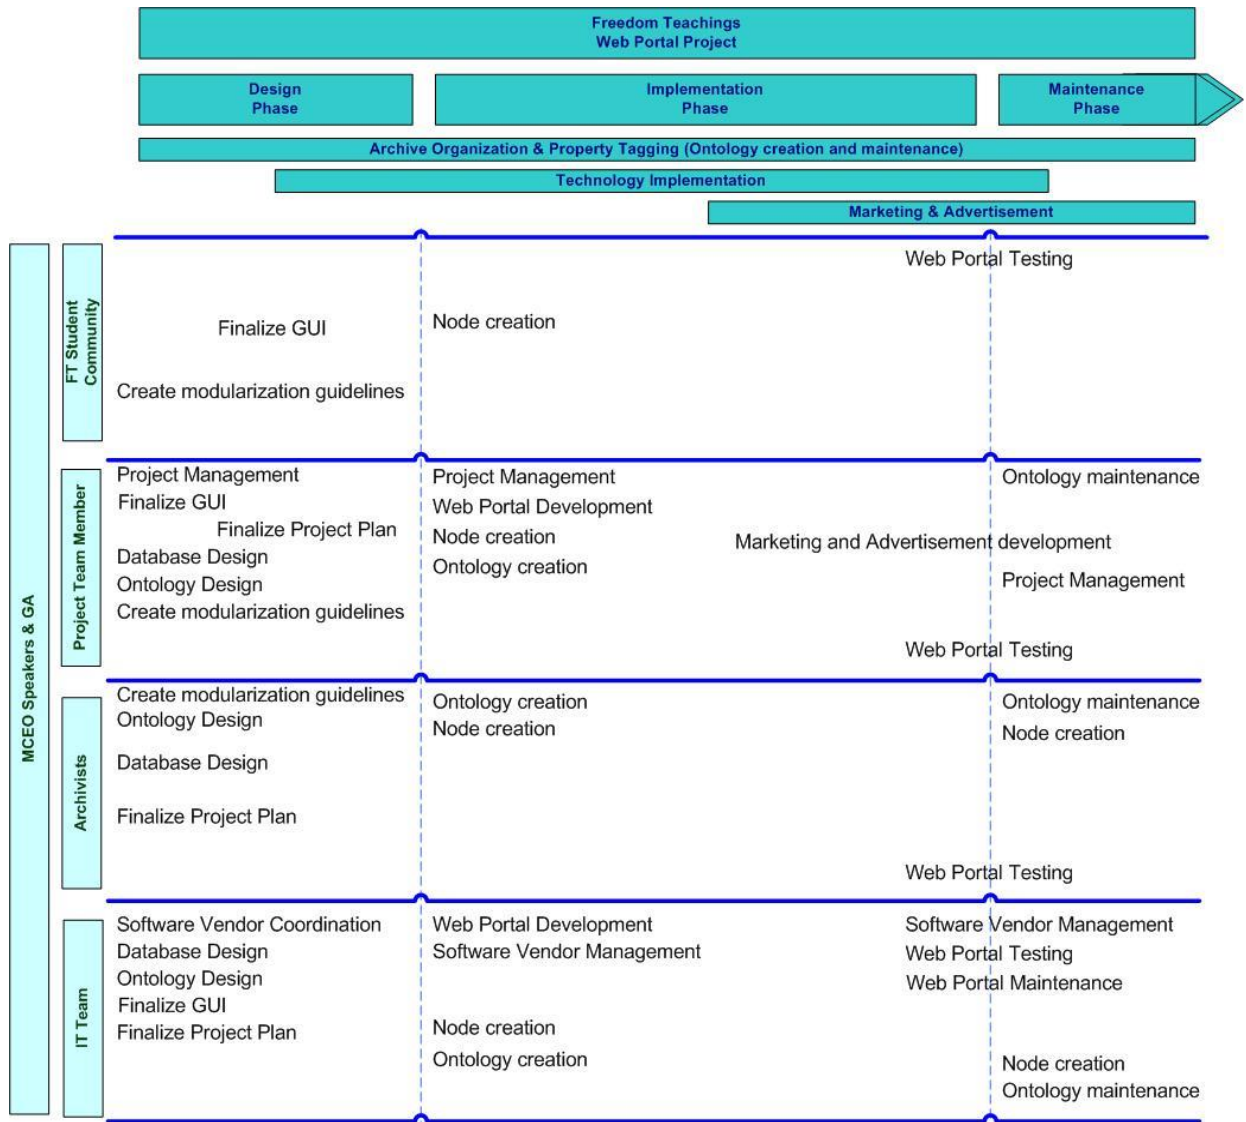 Freedom Teachings
Web Portal Project
Design
Phase
Implementation
Phase
Maintenance
Phase
Archive Organization & Property Tagging (Ontology creation and maintenance)
Technology Implementation
Marketing & Advertisement
MCEO Speakers & GA
FT Student
Community
Web Portal Testing
Finalize GUI
Node creation
Create modularization guidelines
Project Team Member
Project Management
Finalize GUI
Finalize Project Plan
Database Design
Ontology Design
Create modularization guidelines
Project Management
Web Portal Development
Node creation
Ontology creation
Ontology maintenance
Marketing and Advertisement development
Project Management
Web Portal Testing
Archivists
Create modularization guidelines
Ontology Design
Database Design
Finalize Project Plan
Ontology creation
Node creation
Ontology maintenance
Node creation
Web Portal Testing
IT Team
Software Vendor Coordination
Database Design
Ontology Design
Finalize GUI
Finalize Project Plan
Web Portal Development
Software Vendor Management
Node creation
Ontology creation
Software Vendor Management
Web Portal Testing
Web Portal Maintenance
Node creation
Ontology maintenance